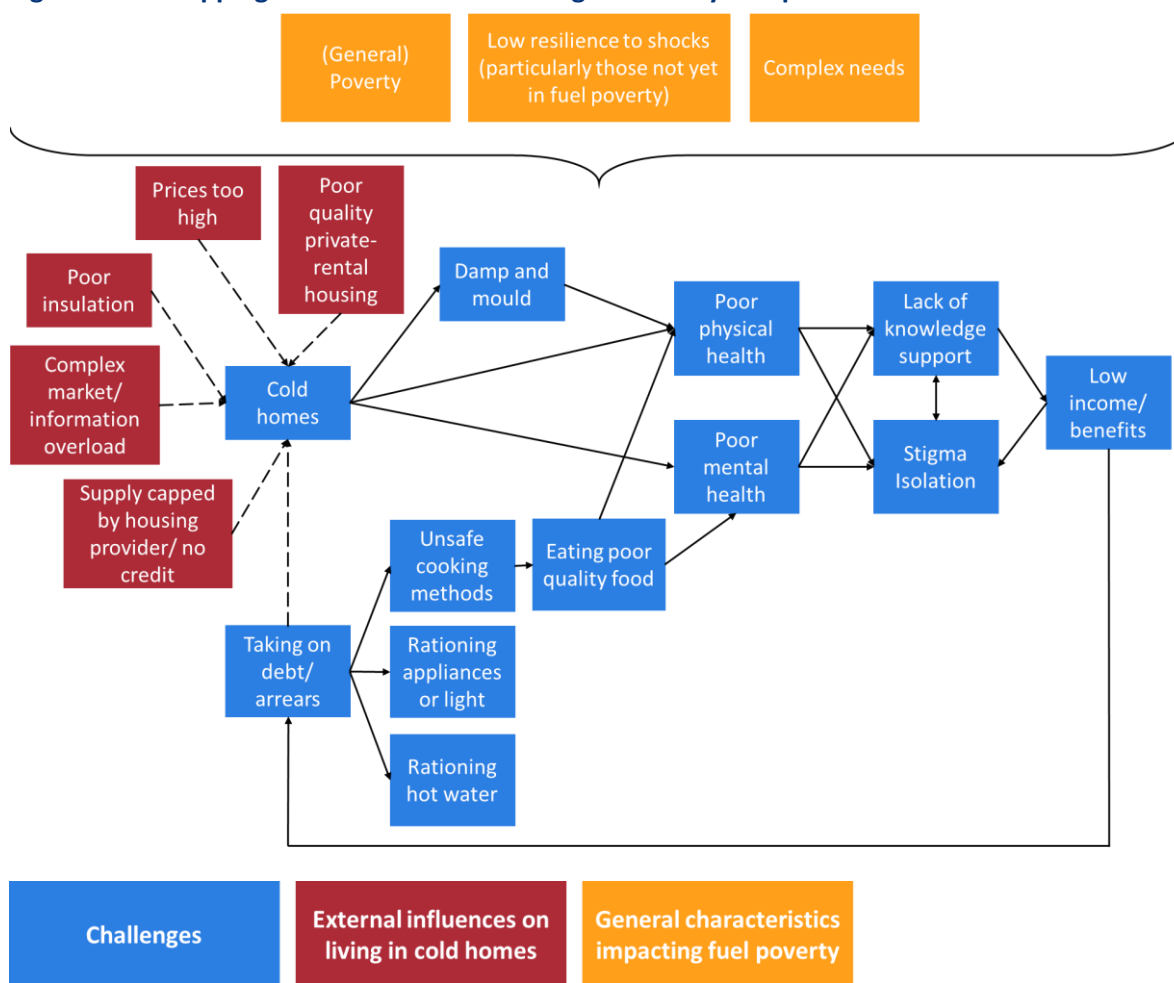 (General)
Poverty
Low resilience to shocks
(particularly those not yet
in fuel poverty)
Complex needs
Prices too
high
Poor
quality
private-
rental
housing
Poor
insulation
Complex
market/
information
overload
Supply capped
by housing
provider/ no
credit
Cold
homes
Damp and
mould
Poor
physical
health
Lack of
knowledge
support
Low
income/
benefits
Poor
mental
health
Stigma
Isolation
Unsafe
cooking
methods
Eating poor
quality food
Taking on
debt/
arrears
Rationing
appliances
or light
Rationing
hot water
Challenges
External influences on
living in cold homes
General characteristics
impacting fuel poverty